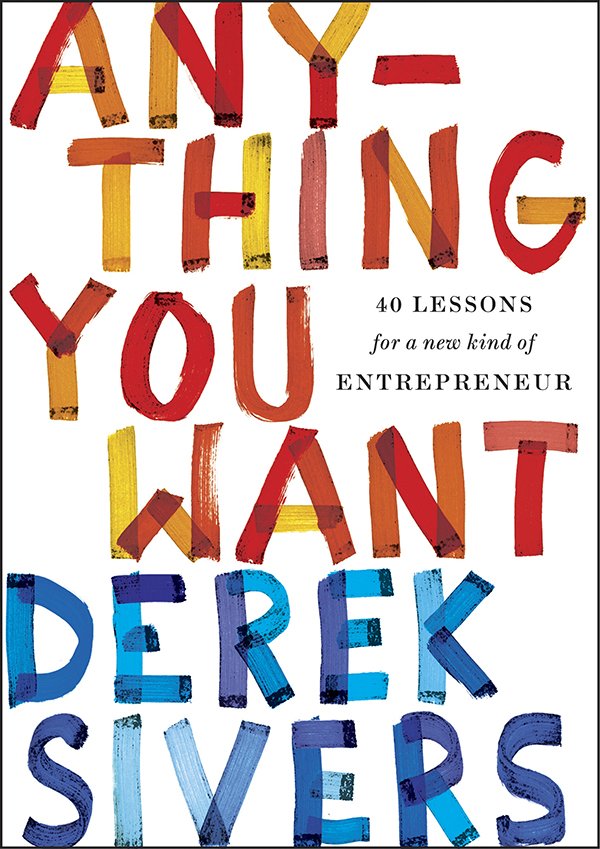 ANY-
THING
YOU
40 LESSONS
for a new kind of
ENTREPRENEUR
WANT
DEREK
SIVERS